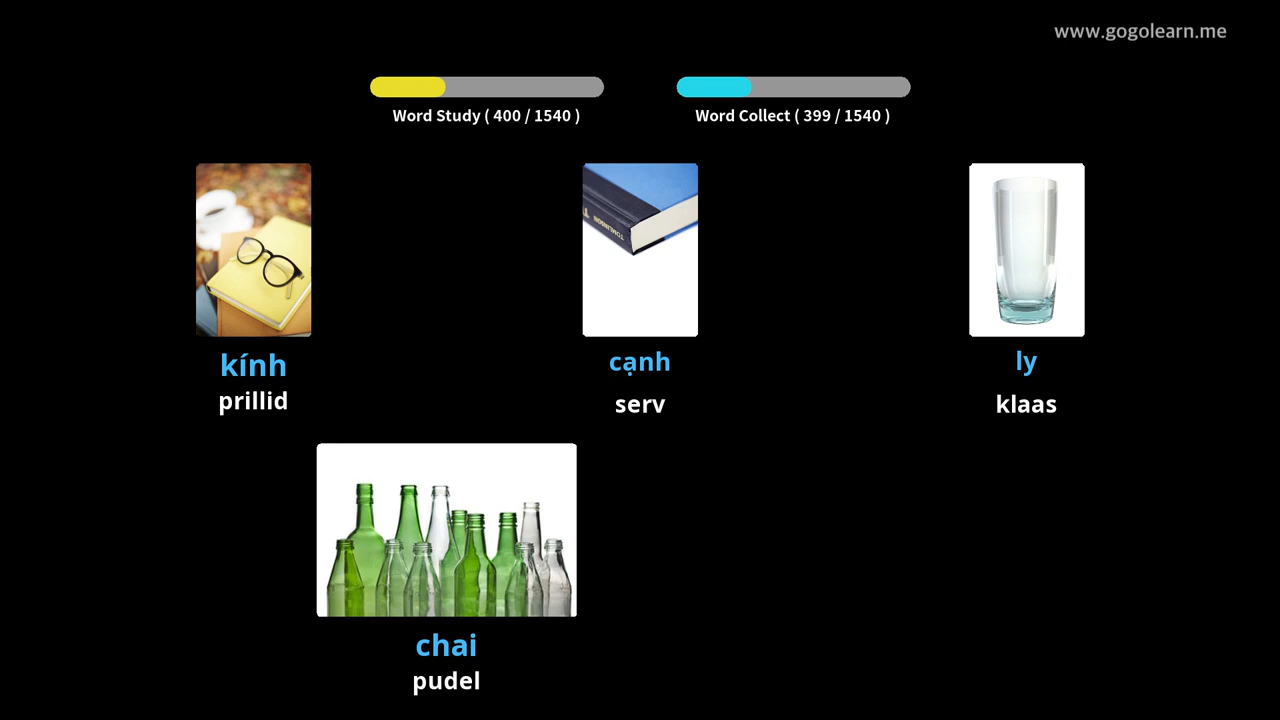 www.gogolearn.me
Word Study ( 400 / 1540 )
Word Collect ( 399 / 1540 )
TOMLINSON
kính
prillid
cạnh
serv
ly
klaas
chai
pudel